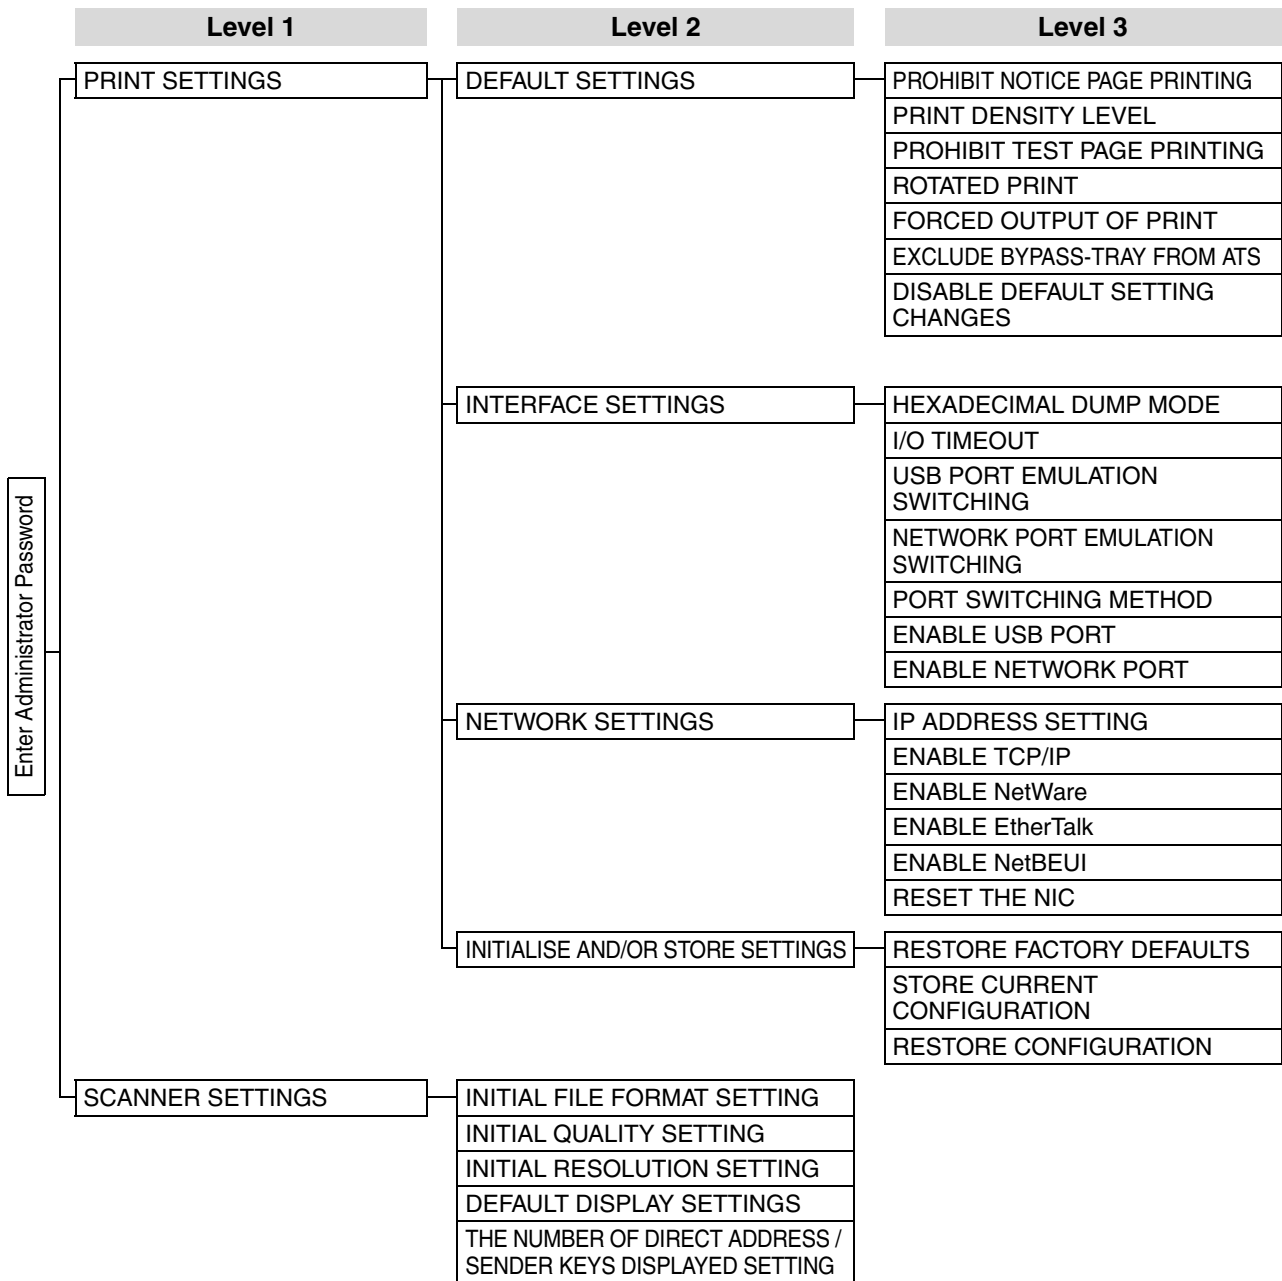 Level 1
Level 2
Level 3
Enter Administrator Password
PRINT SETTINGS
DEFAULT SETTINGS
PROHIBIT NOTICE PAGE PRINTING
PRINT DENSITY LEVEL
PROHIBIT TEST PAGE PRINTING
ROTATED PRINT
FORCED OUTPUT OF PRINT
EXCLUDE BYPASS-TRAY FROM ATS
DISABLE DEFAULT SETTING
CHANGES
INTERFACE SETTINGS
HEXADECIMAL DUMP MODE
I/O TIMEOUT
USB PORT EMULATION
SWITCHING
NETWORK PORT EMULATION
SWITCHING
PORT SWITCHING METHOD
ENABLE USB PORT
ENABLE NETWORK PORT
NETWORK SETTINGS
IP ADDRESS SETTING
ENABLE TCP/IP
ENABLE NetWare
ENABLE EtherTalk
ENABLE NetBEUI
RESET THE NIC
INITIALISE AND/OR STORE SETTINGS
RESTORE FACTORY DEFAULTS
STORE CURRENT
CONFIGURATION
RESTORE CONFIGURATION
SCANNER SETTINGS
INITIAL FILE FORMAT SETTING
INITIAL QUALITY SETTING
INITIAL RESOLUTION SETTING
DEFAULT DISPLAY SETTINGS
THE NUMBER OF DIRECT ADDRESS /
SENDER KEYS DISPLAYED SETTING